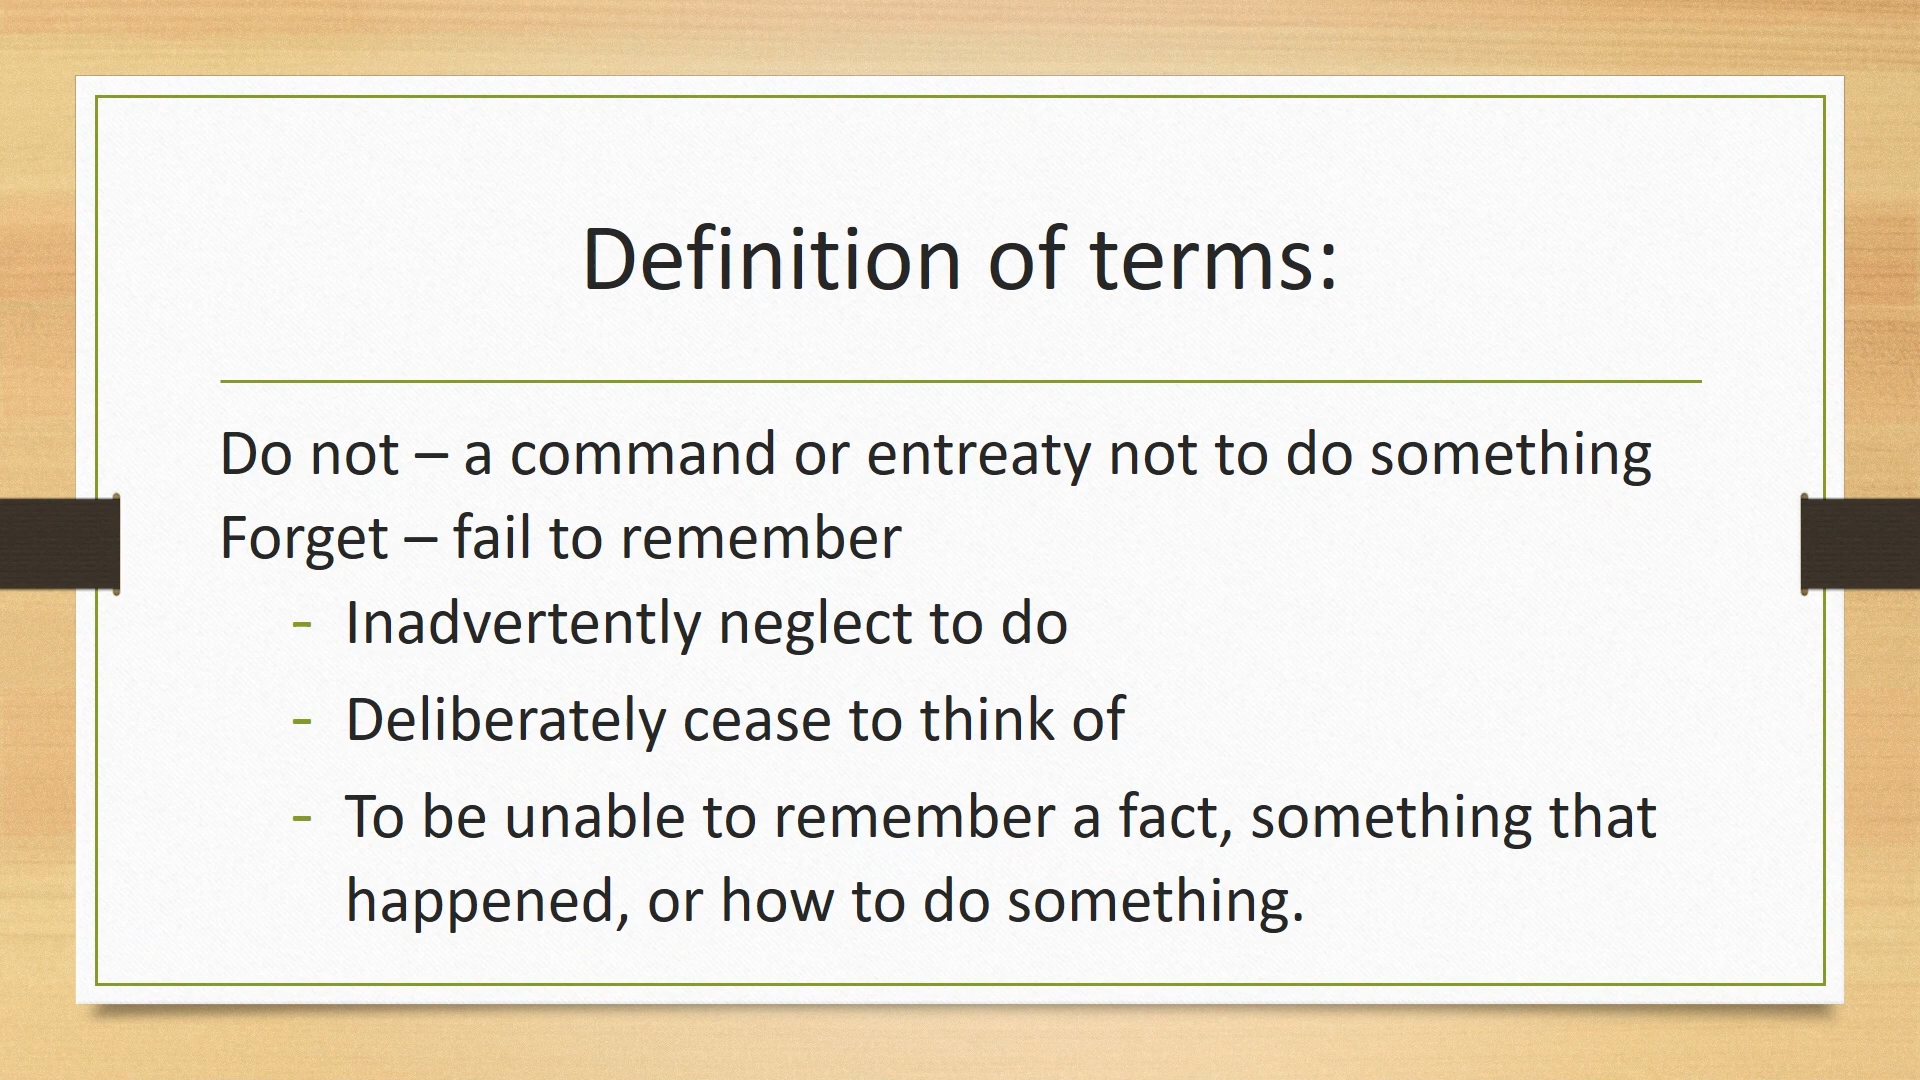 Definition of terms:
Do not – a command or entreaty not to do something
Forget – fail to remember
- Inadvertently neglect to do
- Deliberately cease to think of
- To be unable to remember a fact, something that
happened, or how to do something.